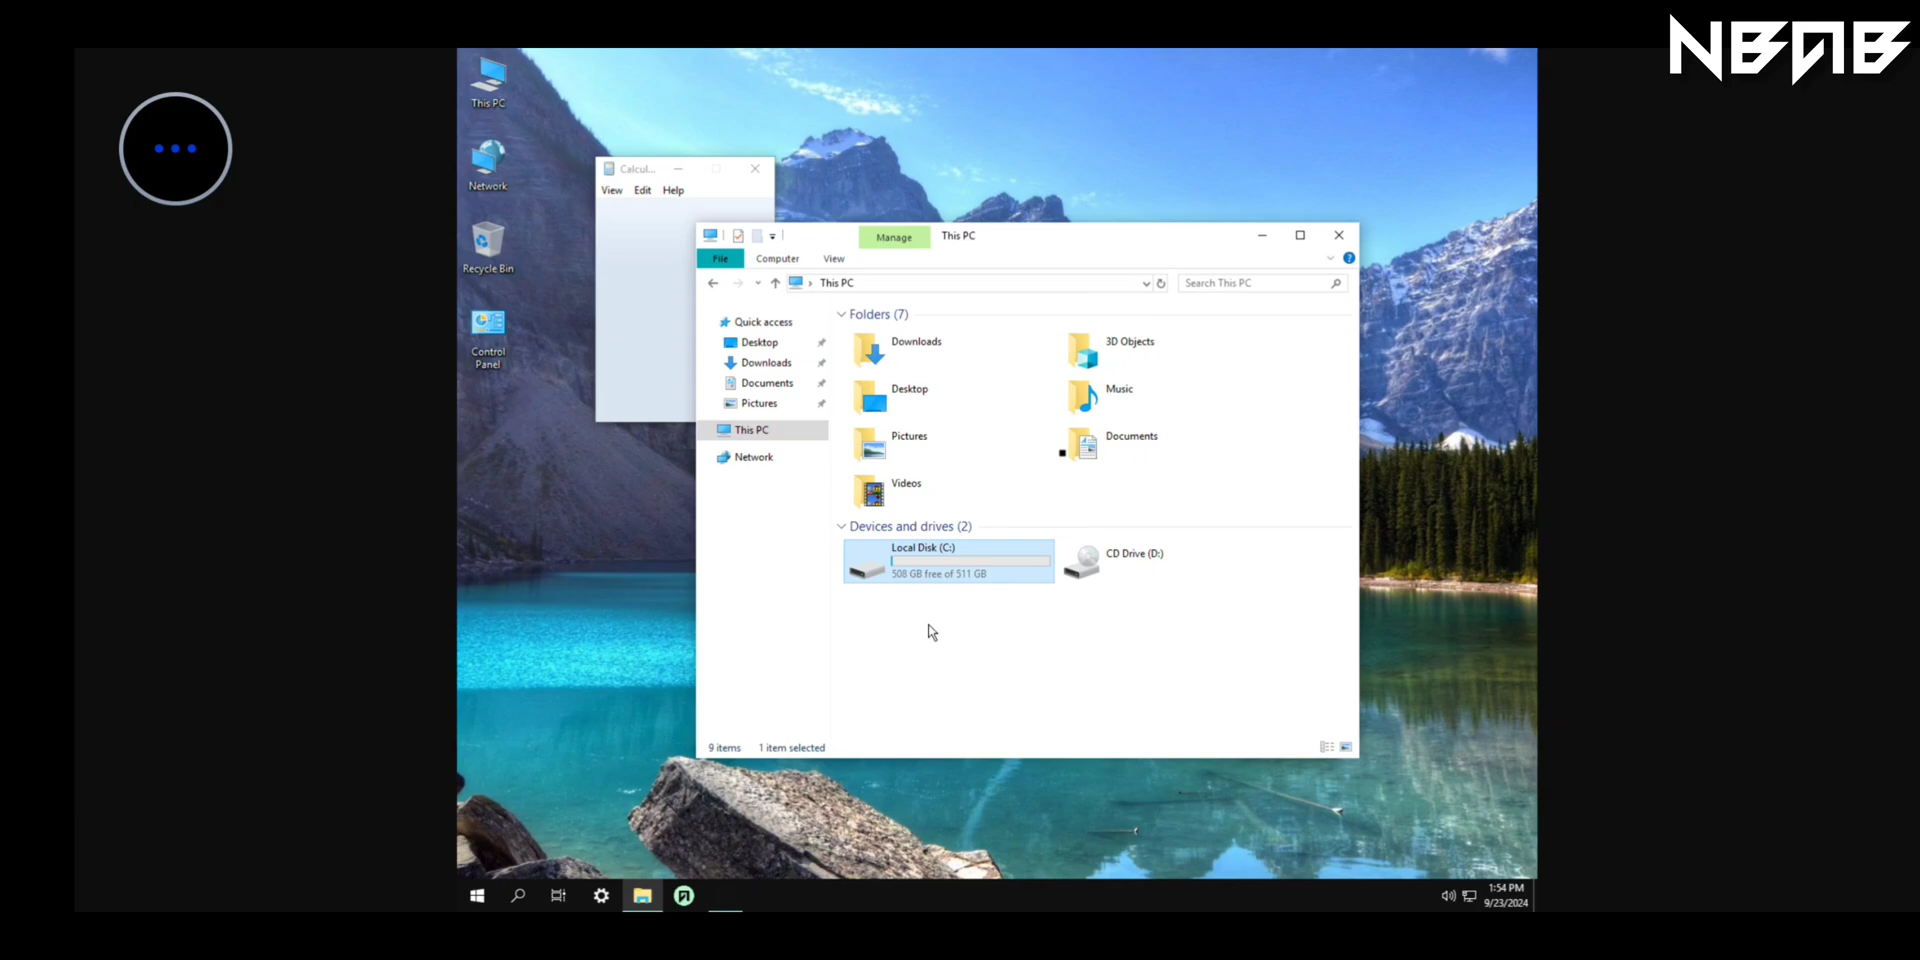 NBAB
This PC
Network
Recycle Bin
Control
Panel
Calcul...
View Edit Help
Manage This PC
File Computer View
This PC
Search This PC
Quick access
Desktop
Downloads
Documents
Pictures
This PC
Network
Folders (7)
Downloads
3D Objects
Desktop
Music
Pictures
Documents
Videos
Devices and drives (2)
Local Disk (C:)
508 GB free of 511 GB
CD Drive (D:)
9 items 1 item selected
1:54 PM
9/23/2024